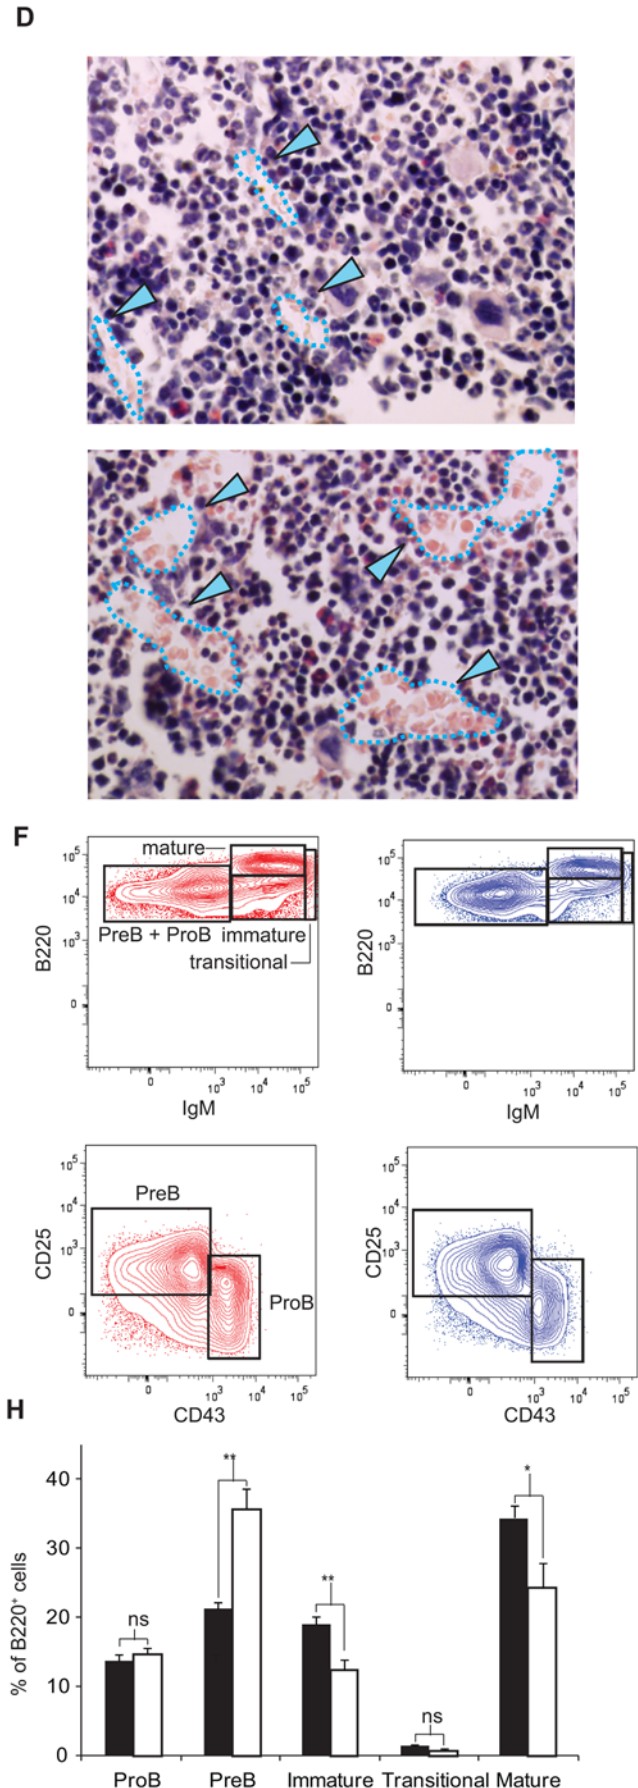 D
F
mature
PreB + ProB immature
transitional
B220
10⁵
10⁴
10³
0
0
10³
10⁴
10⁵
IgM
B220
10⁵
10⁴
10³
0
0
10³
10⁴
10⁵
IgM
PreB
ProB
CD25
10⁵
10⁴
10³
0
0
10³
10⁴
10⁵
CD43
CD25
10⁵
10⁴
10³
0
0
10³
10⁴
10⁵
CD43
H
% of B220⁺ cells
40
30
20
10
0
ns
**
**
ns
*
ProB PreB Immature Transitional Mature